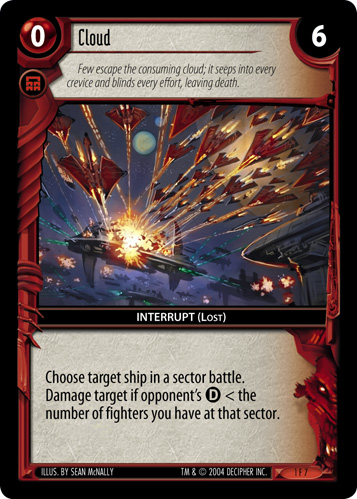 0 Cloud 6
Few escape the consuming cloud; it seeps into every
crevice and blinds every effort, leaving death.
INTERRUPT (LOST)
Choose target ship in a sector battle.
Damage target if opponent's D < the
number of fighters you have at that sector.
ILLUS. BY SEAN MCNALLY TM & © 2004 DECIPHER INC. 1 F 7